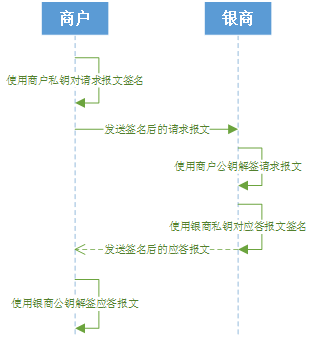 商户
银商
使用商户私钥对请求报文签名
发送签名后的请求报文
使用商户公钥解签请求报文
使用银商私钥对应答报文签名
发送签名后的应答报文
使用银商公钥解签应答报文